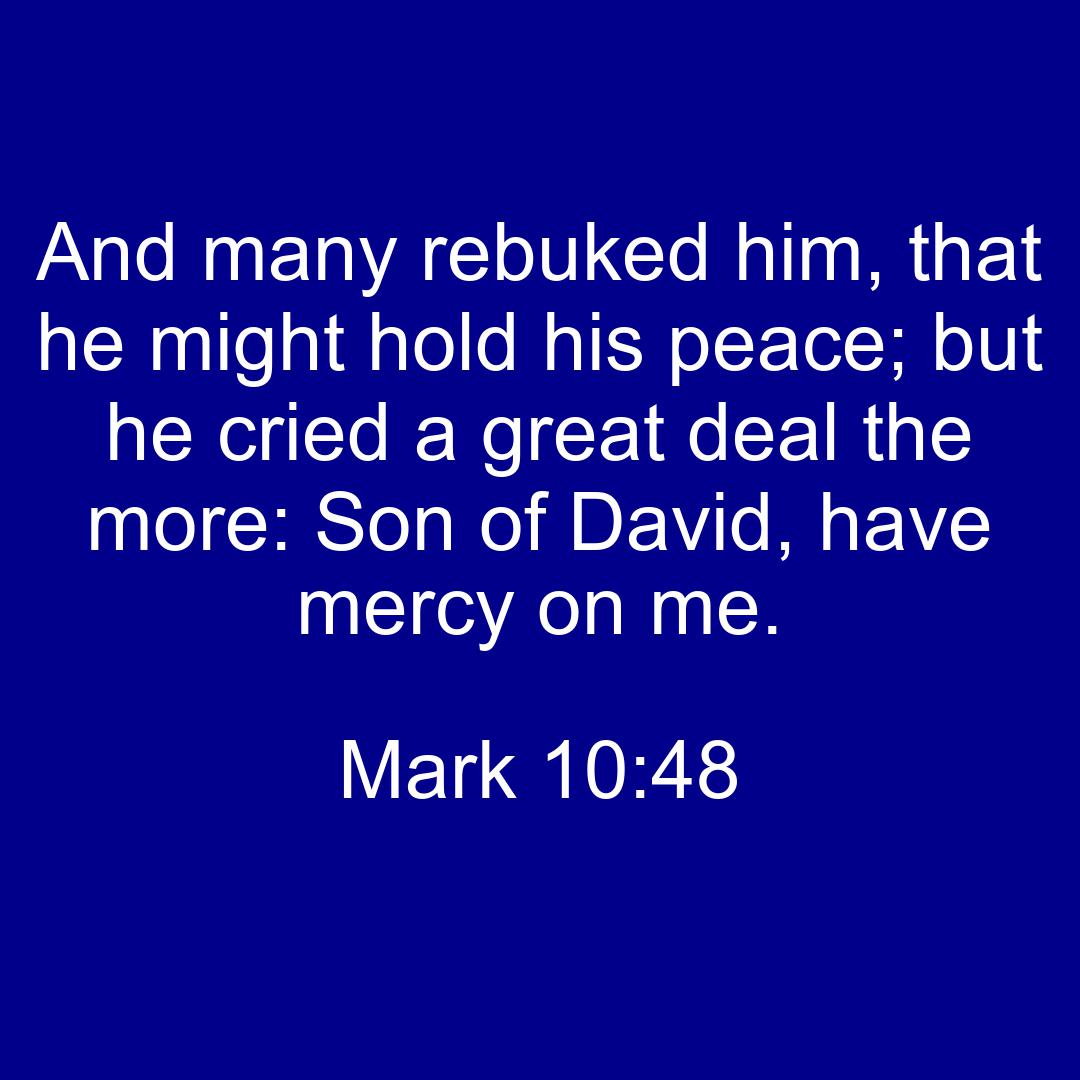 And many rebuked him, that
he might hold his peace; but
he cried a great deal the
more: Son of David, have
mercy on me.
Mark 10:48